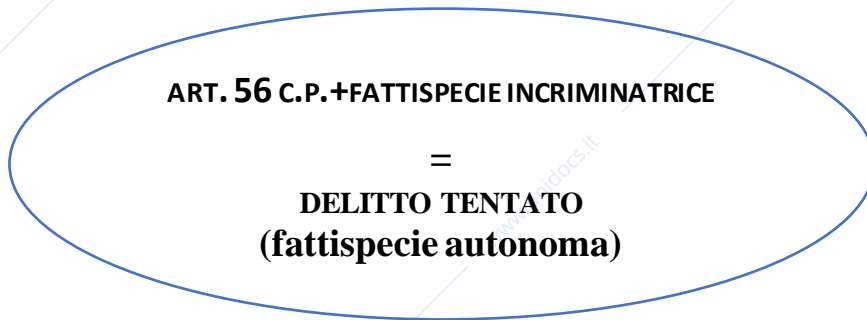 ART. 56 C.P.+FATTISPECIE INCRIMINATRICE
=
DELITTO TENTATO
(fattispecie autonoma)